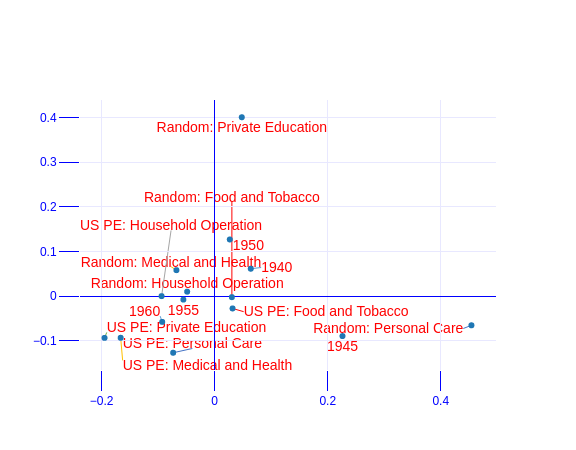 0.4
Random: Private Education
0.3
0.2
Random: Food and Tobacco
US PE: Household Operation
1950
0.1
Random: Medical and Health
1940
Random: Household Operation
0
1960
1955
US PE: Food and Tobacco
US PE: Private Education
Random: Personal Care
−0.1
US PE: Personal Care
1945
US PE: Medical and Health
−0.2
0
0.2
0.4